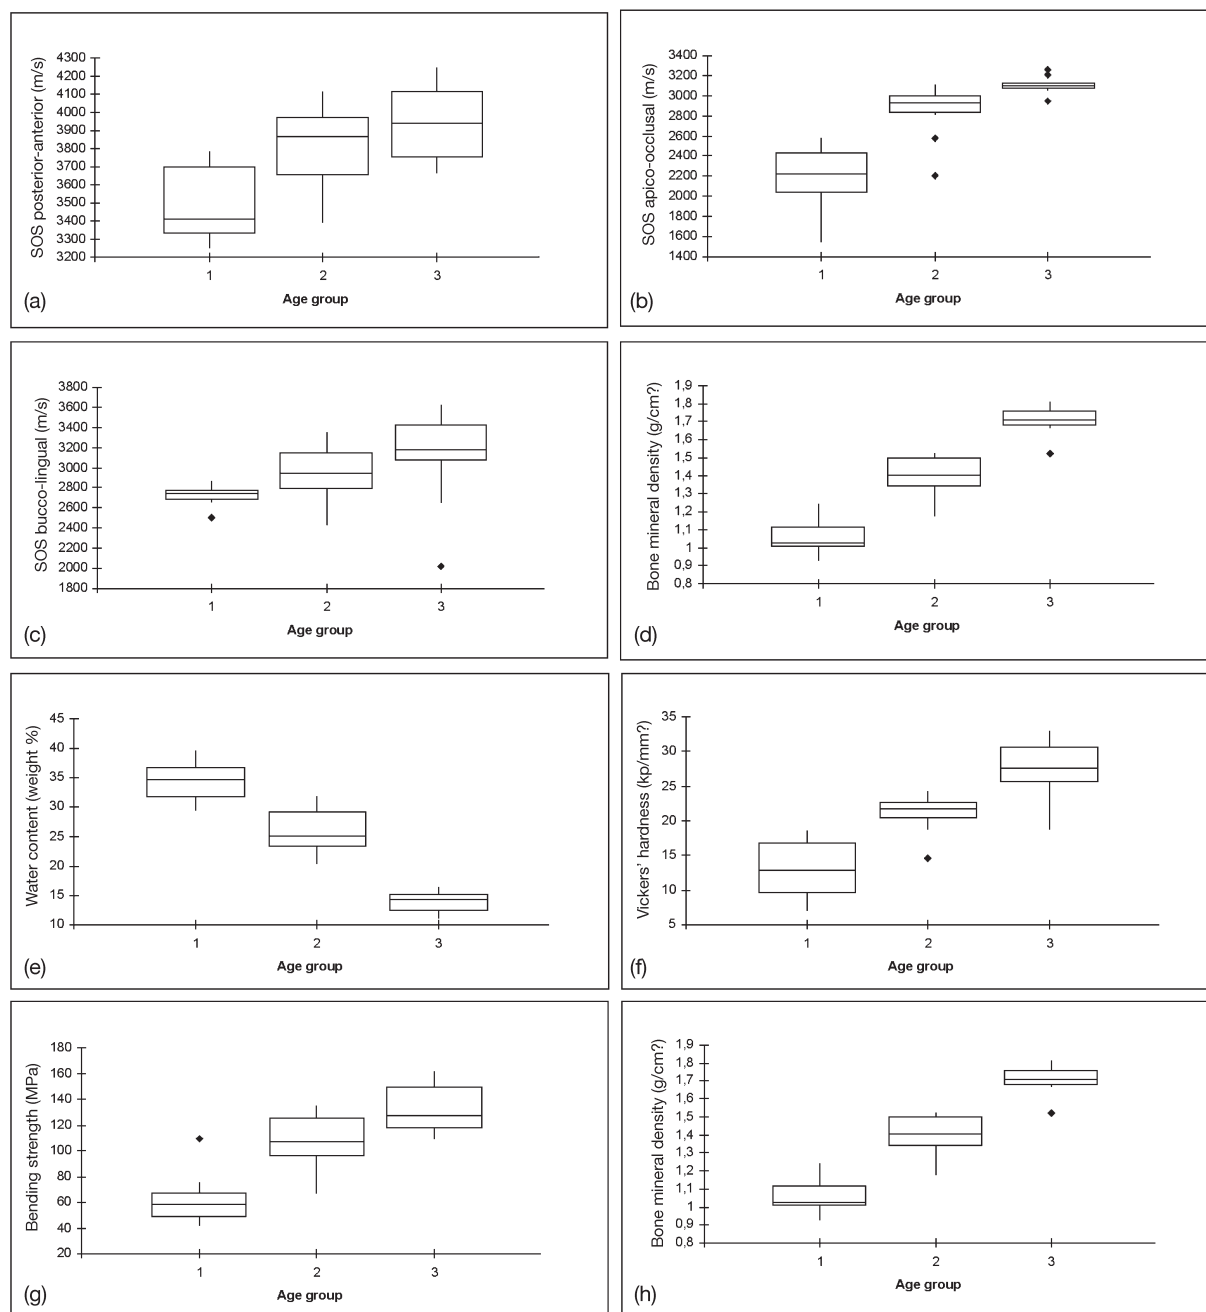 SOS posterior-anterior (m/s)
4300
4200
4100
4000
3900
3800
3700
3600
3500
3400
3300
3200
1 2 3
Age group
(a)
SOS apico-occlusal (m/s)
3400
3200
3000
2800
2600
2400
2200
2000
1800
1600
1400
1 2 3
Age group
(b)
SOS bucco-lingual (m/s)
3800
3600
3400
3200
3000
2800
2600
2400
2200
2000
1800
1 2 3
Age group
(c)
Bone mineral density (g/cm?)
1,9
1,8
1,7
1,6
1,5
1,4
1,3
1,2
1,1
1
0,9
0,8
1 2 3
Age group
(d)
Water content (weight %)
45
40
35
30
25
20
15
10
1 2 3
Age group
(e)
Vickers' hardness (kp/mm?)
35
30
25
20
15
10
5
1 2 3
Age group
(f)
Bending strength (MPa)
180
160
140
120
100
80
60
40
20
1 2 3
Age group
(g)
Bone mineral density (g/cm?)
1,9
1,8
1,7
1,6
1,5
1,4
1,3
1,2
1,1
1
0,9
0,8
1 2 3
Age group
(h)